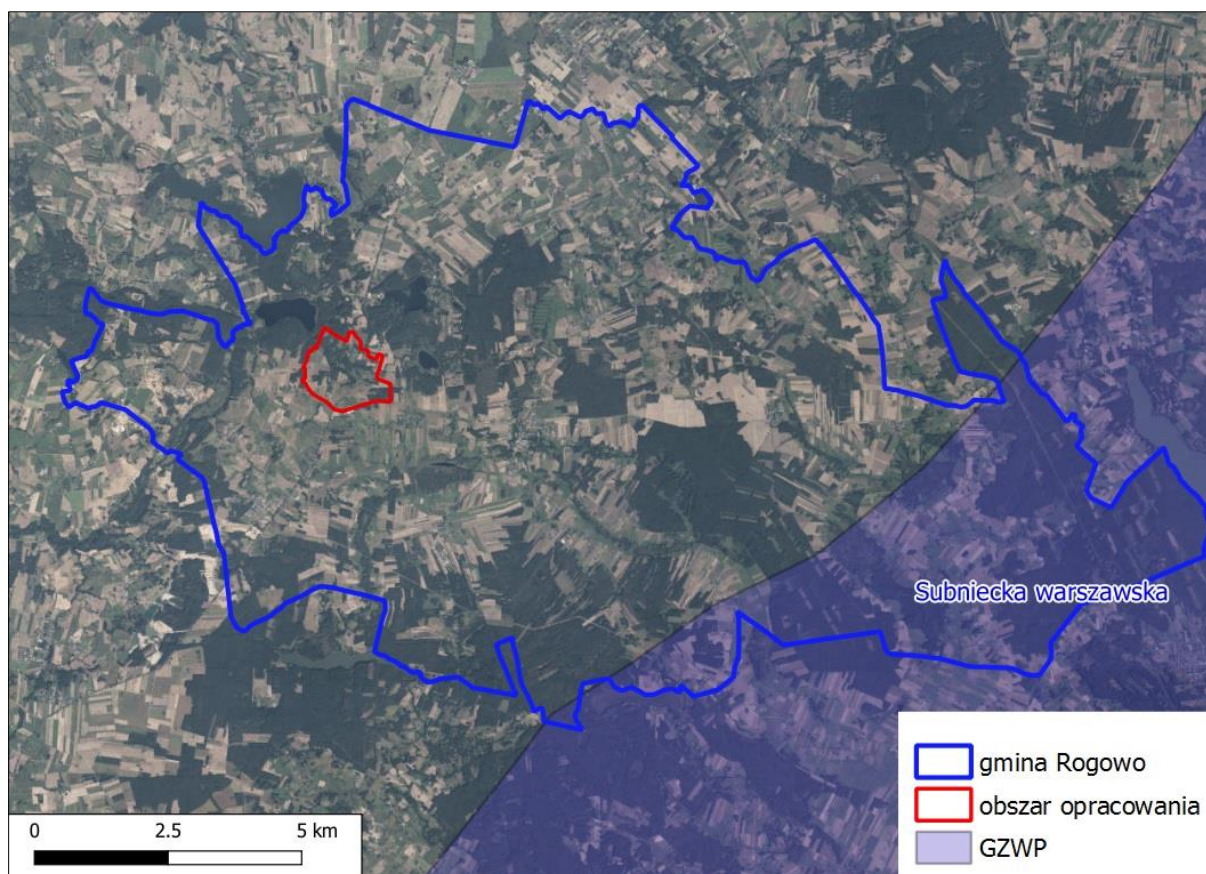 Subniecka warszawska
gmina Rogowo
obszar opracowania
GZWP
0 2.5 5 km